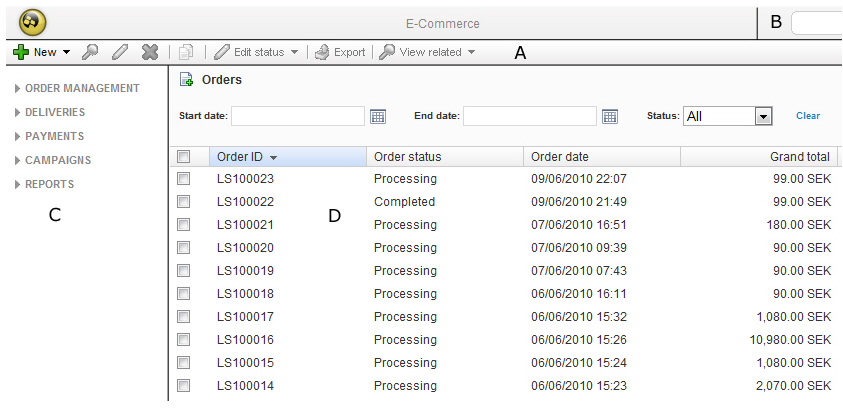 E-Commerce B
New Edit status Export View related A
Orders
ORDER MANAGEMENT
DELIVERIES
PAYMENTS
CAMPAIGNS
REPORTS
C
Start date: End date: Status: All Clear
Order ID Order status Order date Grand total
LS100023 Processing 09/06/2010 22:07 99.00 SEK
LS100022 Completed 09/06/2010 21:49 99.00 SEK
LS100021 Processing 07/06/2010 16:51 180.00 SEK
D
LS100020 Processing 07/06/2010 09:39 90.00 SEK
LS100019 Processing 07/06/2010 07:43 90.00 SEK
LS100018 Processing 06/06/2010 16:11 90.00 SEK
LS100017 Processing 06/06/2010 15:32 1,080.00 SEK
LS100016 Processing 06/06/2010 15:26 10,980.00 SEK
LS100015 Processing 06/06/2010 15:24 1,080.00 SEK
LS100014 Processing 06/06/2010 15:23 2,070.00 SEK